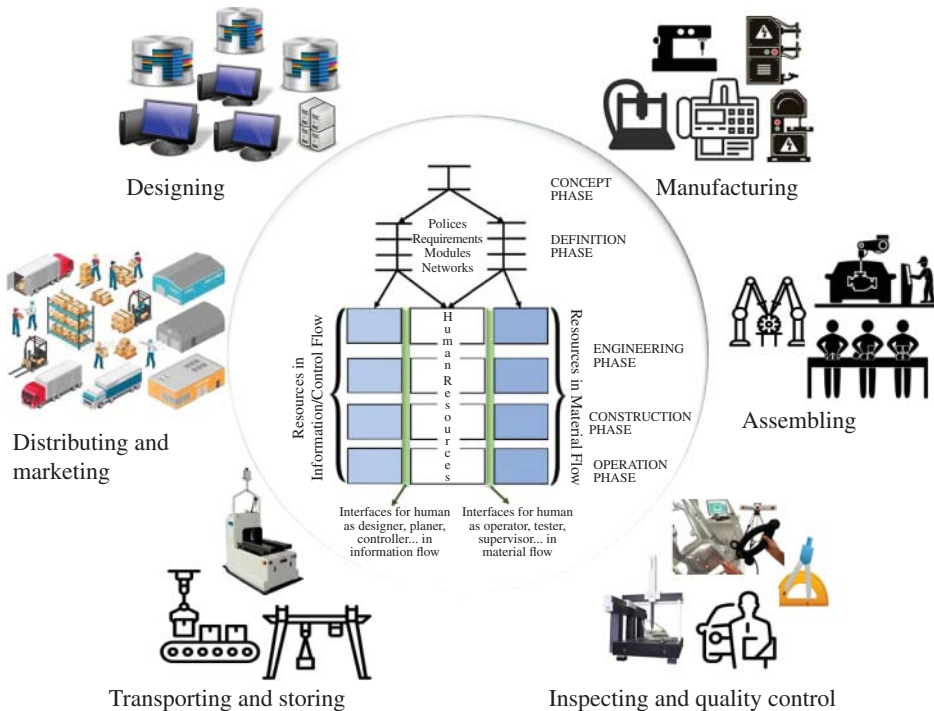 Designing
Manufacturing
CONCEPT
PHASE
Polices
Requirements
Modules
Networks
DEFINITION
PHASE
Resources in
Information/Control Flow
Human Resources
Resources in Material Flow
ENGINEERING
PHASE
CONSTRUCTION
PHASE
OPERATION
PHASE
Interfaces for human
as designer, planer,
controller... in
information flow
Interfaces for human
as operator, tester,
supervisor... in
material flow
Distributing and
marketing
Assembling
Transporting and storing
Inspecting and quality control